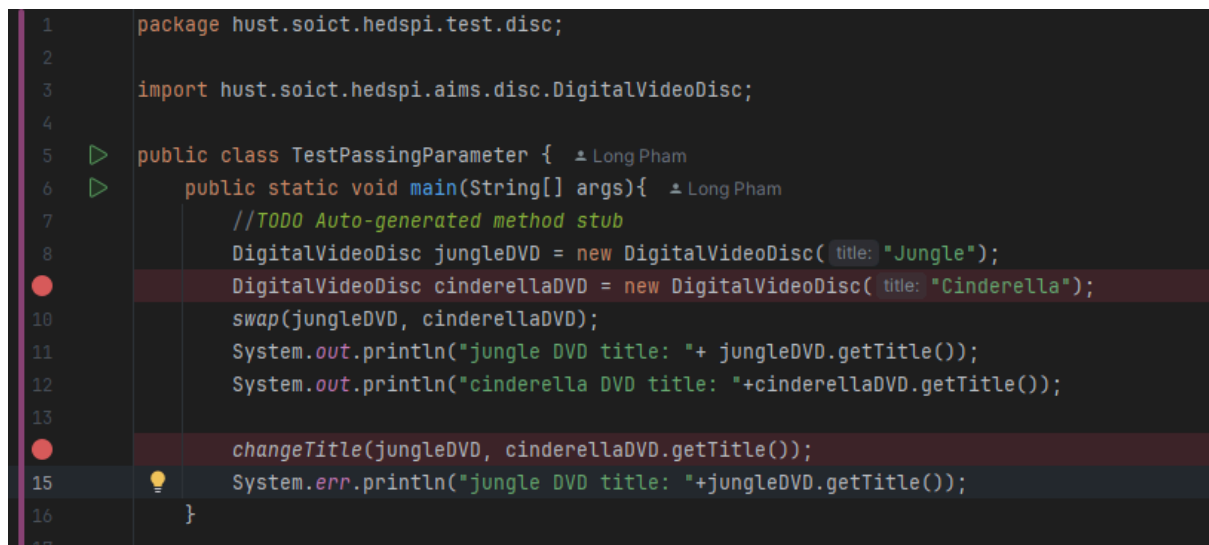 1 package hust.soict.hedspi.test.disc;
2
3 import hust.soict.hedspi.aims.disc.DigitalVideoDisc;
4
5 public class TestPassingParameter { Long Pham
6 public static void main(String[] args){ Long Pham
7 //TODO Auto-generated method stub
8 DigitalVideoDisc jungleDVD = new DigitalVideoDisc( title: "Jungle");
DigitalVideoDisc cinderellaDVD = new DigitalVideoDisc( title: "Cinderella");
10 swap(jungleDVD, cinderellaDVD);
11 System.out.println("jungle DVD title: "+ jungleDVD.getTitle());
12 System.out.println("cinderella DVD title: "+cinderellaDVD.getTitle());
13
changeTitle(jungleDVD, cinderellaDVD.getTitle());
15 System.err.println("jungle DVD title: "+jungleDVD.getTitle());
16 }